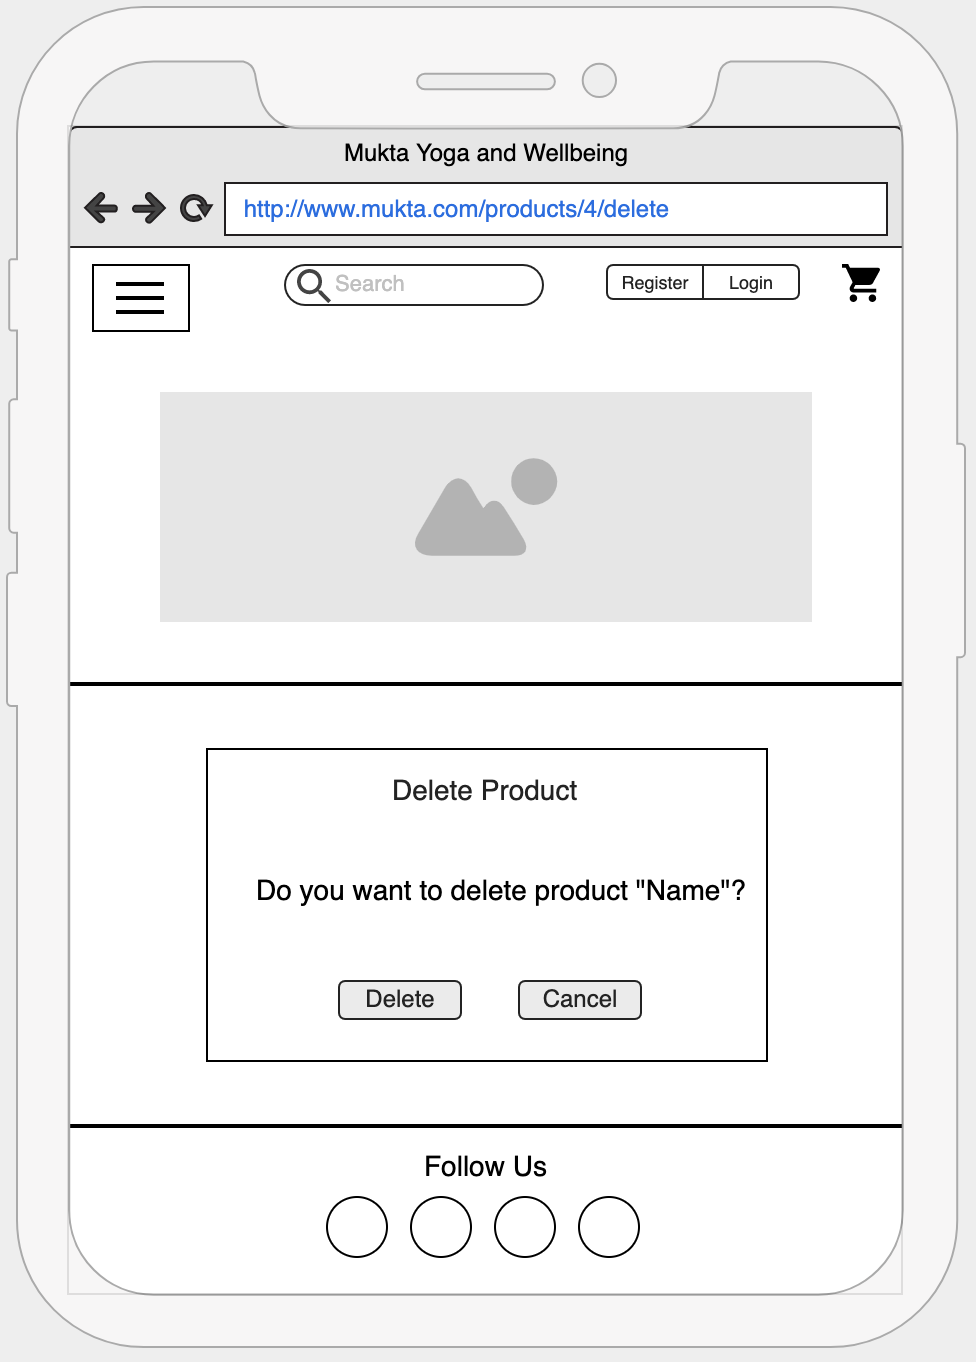 Mukta Yoga and Wellbeing
http://www.mukta.com/products/4/delete
Search
Register Login
Delete Product
Do you want to delete product "Name"?
Delete Cancel
Follow Us